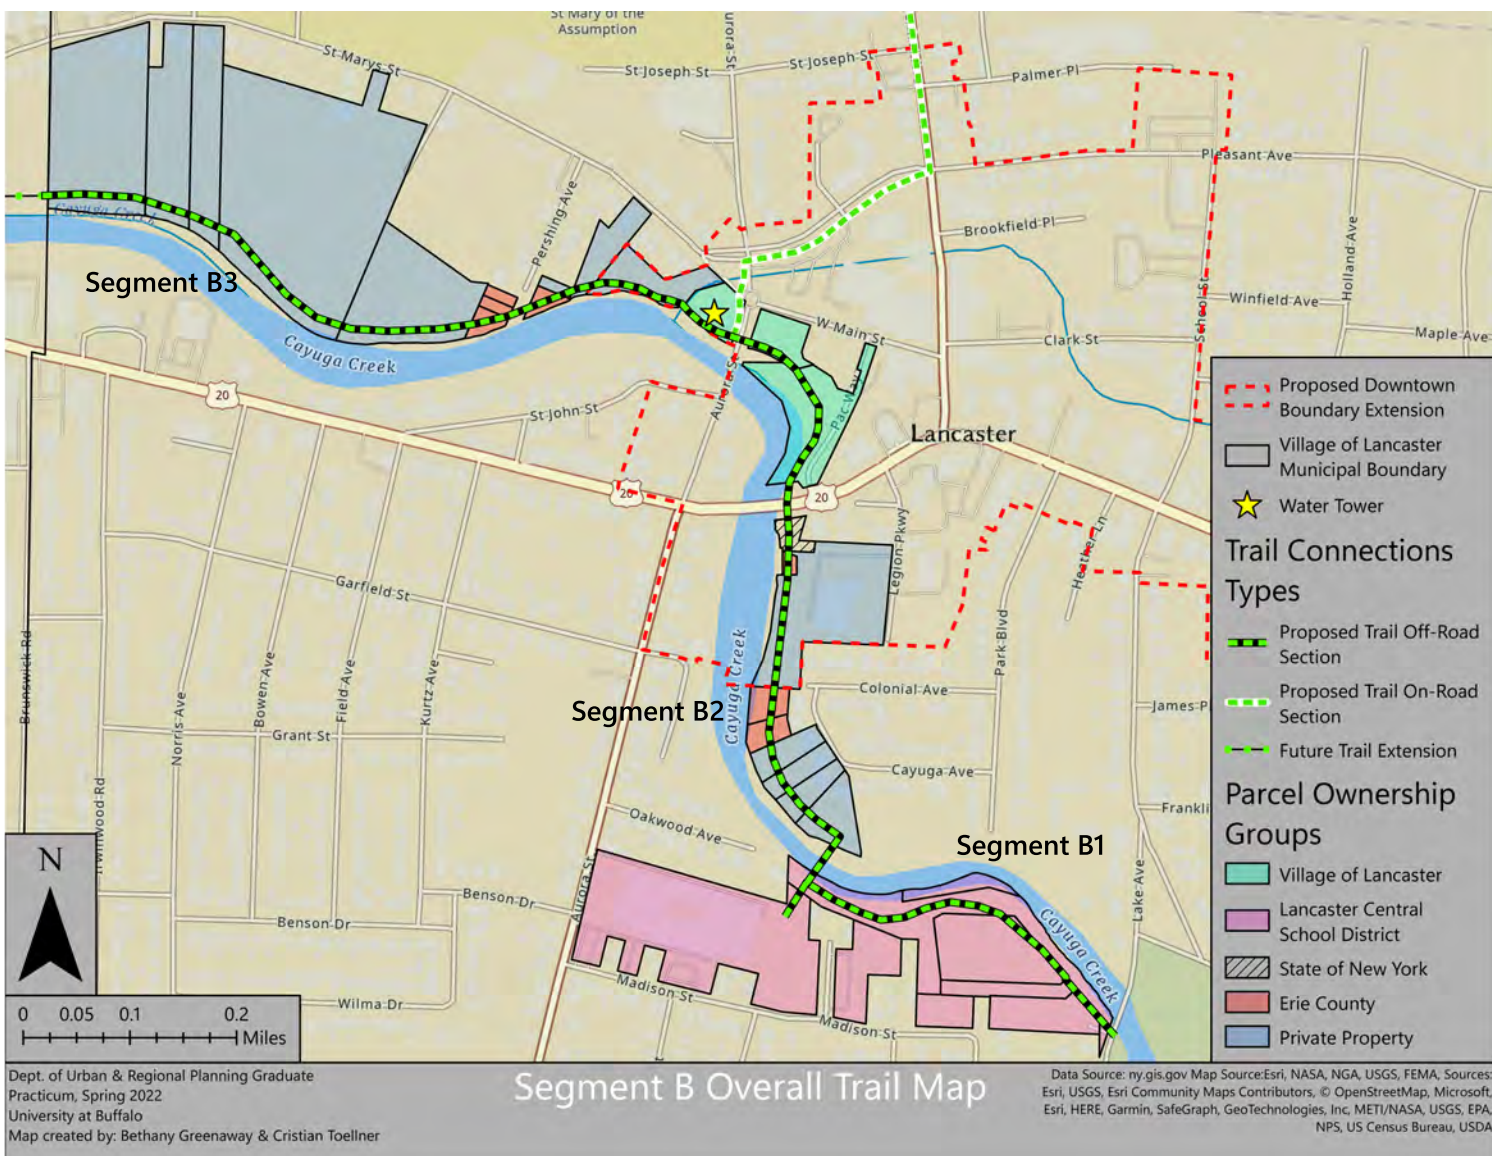 St Mary of the
Assumption
urora St
St Marys St
St Joseph St
St Joseph St
Palmer Pl
Pleasant Ave
Pershing Ave
Brookfield Pl
Holland Ave
Cayuga Creek
Segment B3
Winfield Ave
School St
W Main St
Clark St
Maple Ave
Cayuga Creek
20
Aurora St
Pac Way
St John St
Lancaster
20
20
Legion Pkwy
Heather Ln
Garfield St
Brunswick Rd
Cayuga Creek
Park Blvd
Norris Ave
Bowen Ave
Field Ave
Kurtz Ave
Colonial Ave
James P
Segment B2
Grant St
Cayuga Ave
Irwinwood Rd
Frankli
Oakwood Ave
Segment B1
Lake Ave
Aurora St
Benson Dr
Benson Dr
Cayuga Creek
Wilma Dr
Madison St
Madison St
Proposed Downtown
Boundary Extension
Village of Lancaster
Municipal Boundary
Water Tower
Trail Connections
Types
Proposed Trail Off-Road
Section
Proposed Trail On-Road
Section
Future Trail Extension
Parcel Ownership
Groups
Village of Lancaster
Lancaster Central
School District
State of New York
Erie County
Private Property
N
0 0.05 0.1 0.2
Miles
Dept. of Urban & Regional Planning Graduate
Practicum, Spring 2022
University at Buffalo
Map created by: Bethany Greenaway & Cristian Toellner
Segment B Overall Trail Map
Data Source: ny.gis.gov Map Source:Esri, NASA, NGA, USGS, FEMA, Sources:
Esri, USGS, Esri Community Maps Contributors, © OpenStreetMap, Microsoft,
Esri, HERE, Garmin, SafeGraph, GeoTechnologies, Inc, METI/NASA, USGS, EPA,
NPS, US Census Bureau, USDA